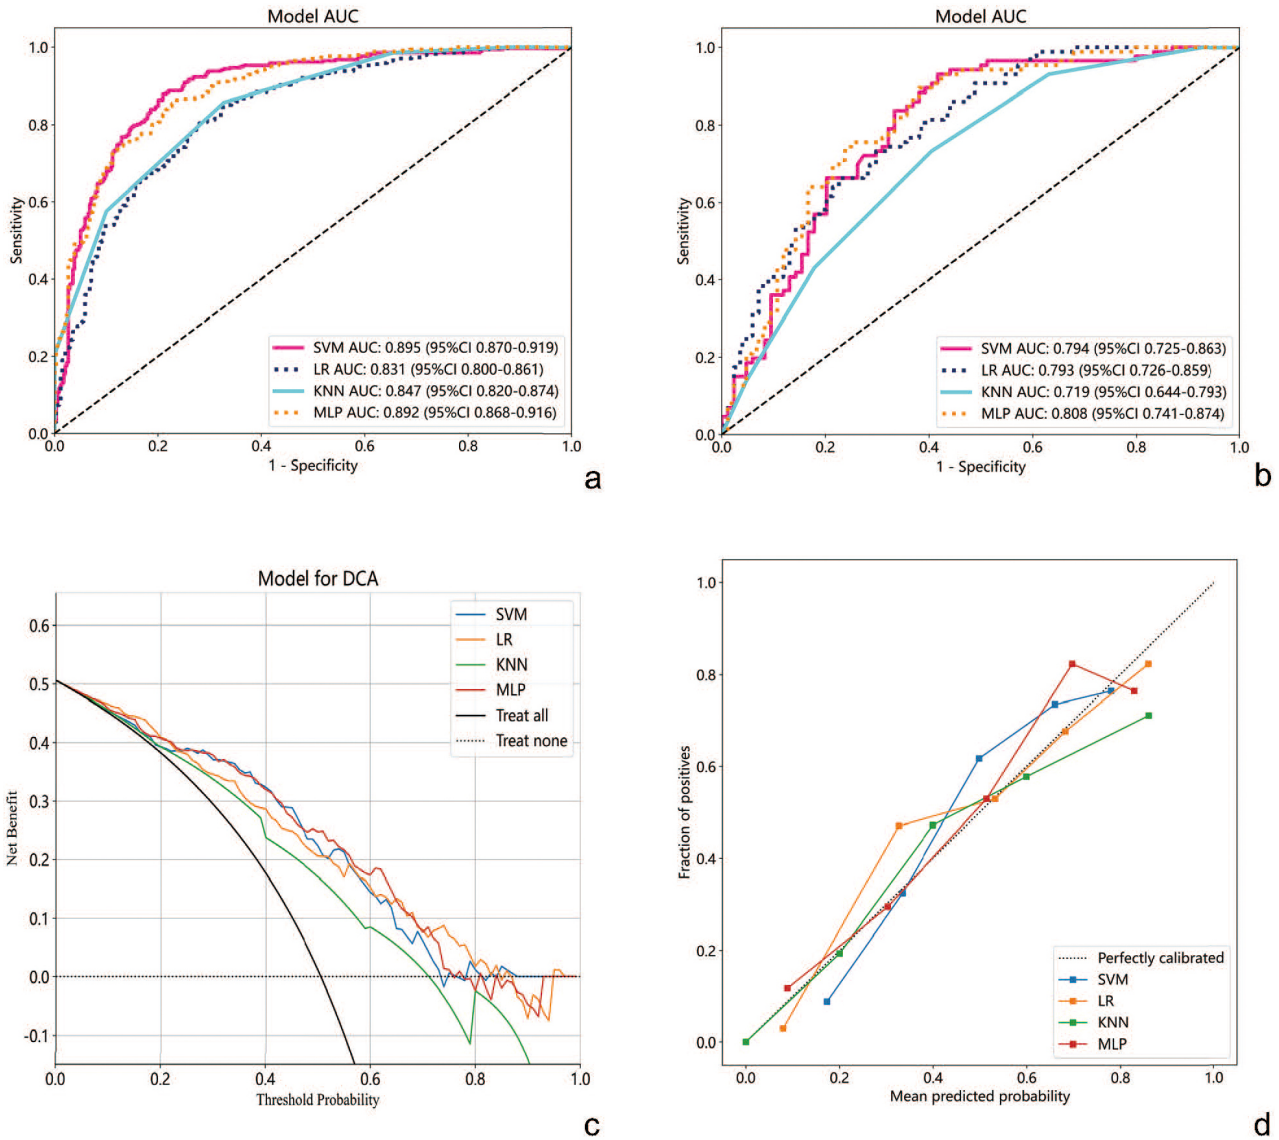 Model AUC
1.0
0.8
0.6
0.4
0.2
0.0
Sensitivity
0.0 0.2 0.4 0.6 0.8 1.0
1 - Specificity
SVM AUC: 0.895 (95%CI 0.870-0.919)
LR AUC: 0.831 (95%CI 0.800-0.861)
KNN AUC: 0.847 (95%CI 0.820-0.874)
MLP AUC: 0.892 (95%CI 0.868-0.916)
a
Model AUC
1.0
0.8
0.6
0.4
0.2
0.0
Sensitivity
0.0 0.2 0.4 0.6 0.8 1.0
1 - Specificity
SVM AUC: 0.794 (95%CI 0.725-0.863)
LR AUC: 0.793 (95%CI 0.726-0.859)
KNN AUC: 0.719 (95%CI 0.644-0.793)
MLP AUC: 0.808 (95%CI 0.741-0.874)
b
Model for DCA
0.6
0.5
0.4
0.3
0.2
0.1
0.0
-0.1
Net Benefit
0.0 0.2 0.4 0.6 0.8 1.0
Threshold Probability
SVM
LR
KNN
MLP
Treat all
Treat none
c
1.0
0.8
0.6
0.4
0.2
0.0
Fraction of positives
0.0 0.2 0.4 0.6 0.8 1.0
Mean predicted probability
Perfectly calibrated
SVM
LR
KNN
MLP
d